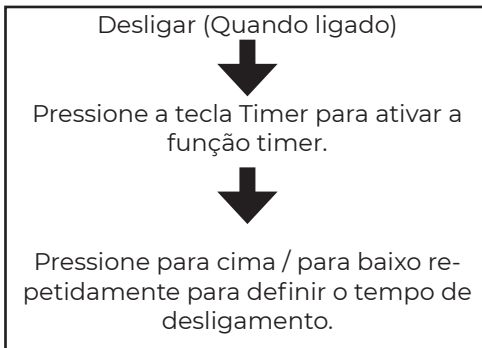 Desligar (Quando ligado)
Pressione a tecla Timer para ativar a
função timer.
Pressione para cima / para baixo re-
petidamente para definir o tempo de
desligamento.